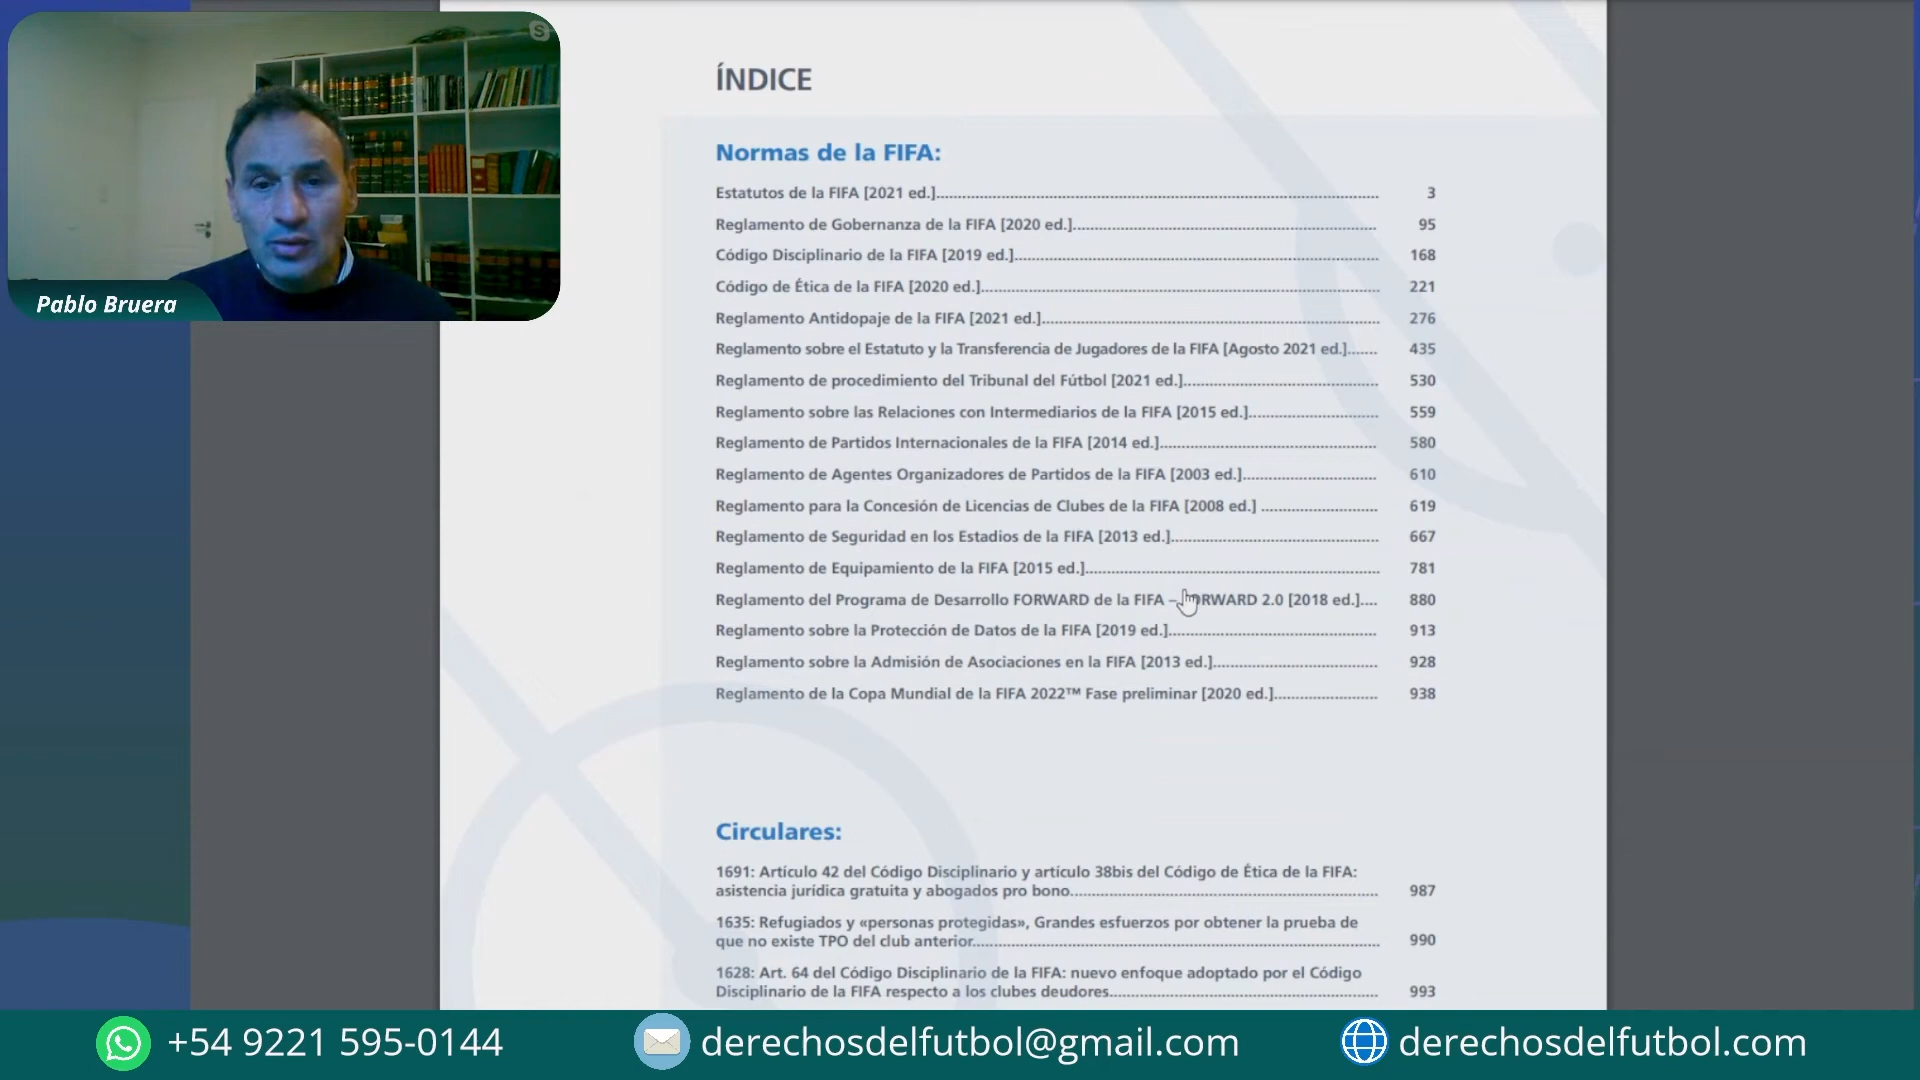 Pablo Bruera
ÍNDICE
Normas de la FIFA:
Estatutos de la FIFA [2021 ed.]........ 3
Reglamento de Gobernanza de la FIFA [2020 ed.]........ 95
Código Disciplinario de la FIFA [2019 ed.]........ 168
Código de Ética de la FIFA [2020 ed.]........ 221
Reglamento Antidopaje de la FIFA [2021 ed.]........ 276
Reglamento sobre el Estatuto y la Transferencia de Jugadores de la FIFA [Agosto 2021 ed.]....... 435
Reglamento de procedimiento del Tribunal del Fútbol [2021 ed.]........ 530
Reglamento sobre las Relaciones con Intermediarios de la FIFA [2015 ed.]........ 559
Reglamento de Partidos Internacionales de la FIFA [2014 ed.]........ 580
Reglamento de Agentes Organizadores de Partidos de la FIFA [2003 ed.]........ 610
Reglamento para la Concesión de Licencias de Clubes de la FIFA [2008 ed.] ........ 619
Reglamento de Seguridad en los Estadios de la FIFA [2013 ed.]........ 667
Reglamento de Equipamiento de la FIFA [2015 ed.]........ 781
Reglamento del Programa de Desarrollo FORWARD de la FIFA – FORWARD 2.0 [2018 ed.].... 880
Reglamento sobre la Protección de Datos de la FIFA [2019 ed.]........ 913
Reglamento sobre la Admisión de Asociaciones en la FIFA [2013 ed.]........ 928
Reglamento de la Copa Mundial de la FIFA 2022™ Fase preliminar [2020 ed.]........ 938
Circulares:
1691: Artículo 42 del Código Disciplinario y artículo 38bis del Código de Ética de la FIFA:
asistencia jurídica gratuita y abogados pro bono........ 987
1635: Refugiados y «personas protegidas», Grandes esfuerzos por obtener la prueba de
que no existe TPO del club anterior........ 990
1628: Art. 64 del Código Disciplinario de la FIFA: nuevo enfoque adoptado por el Código
Disciplinario de la FIFA respecto a los clubes deudores........ 993
+54 9221 595-0144
derechosdelfutbol@gmail.com
derechosdelfutbol.com